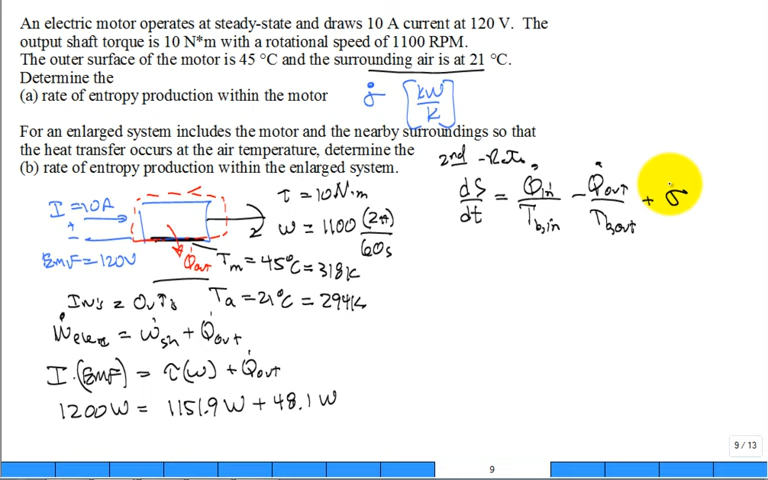 An electric motor operates at steady-state and draws 10 A current at 120 V. The
output shaft torque is 10 N*m with a rotational speed of 1100 RPM.
The outer surface of the motor is 45 °C and the surrounding air is at 21 °C.
Determine the
(a) rate of entropy production within the motor
σ̇ [kW/K]
For an enlarged system includes the motor and the nearby surroundings so that
the heat transfer occurs at the air temperature, determine the
(b) rate of entropy production within the enlarged system.
2nd - Rate
dS/dt = Q̇in/Tb,in - Q̇out/Tb,out + σ̇
I = 10A
+
-
EMF = 120V
Q̇out
τ = 10 N·m
ω = 1100 (2π)/60s
Tm = 45°C = 318K
Ta = 21°C = 294K
INs = OUTs
Ẇelec = Ẇsh + Q̇out
I·(EMF) = τ(ω) + Q̇out
1200W = 1151.9 W + 48.1 W
9 / 13
9